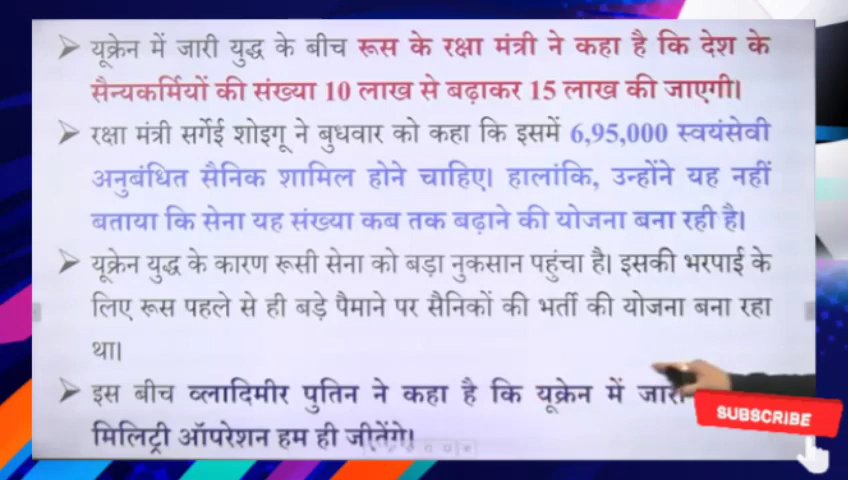 ➢ यूक्रेन में जारी युद्ध के बीच रूस के रक्षा मंत्री ने कहा है कि देश के
सैन्यकर्मियों की संख्या 10 लाख से बढ़ाकर 15 लाख की जाएगी।
➢ रक्षा मंत्री सर्गेई शोइगू ने बुधवार को कहा कि इसमें 6,95,000 स्वयंसेवी
अनुबंधित सैनिक शामिल होने चाहिए। हालांकि, उन्होंने यह नहीं
बताया कि सेना यह संख्या कब तक बढ़ाने की योजना बना रही है।
➢ यूक्रेन युद्ध के कारण रूसी सेना को बड़ा नुकसान पहुंचा है। इसकी भरपाई के
लिए रूस पहले से ही बड़े पैमाने पर सैनिकों की भर्ती की योजना बना रहा
था।
➢ इस बीच व्लादिमीर पुतिन ने कहा है कि यूक्रेन में जारी
मिलिट्री ऑपरेशन हम ही जीतेंगे।
SUBSCRIBE